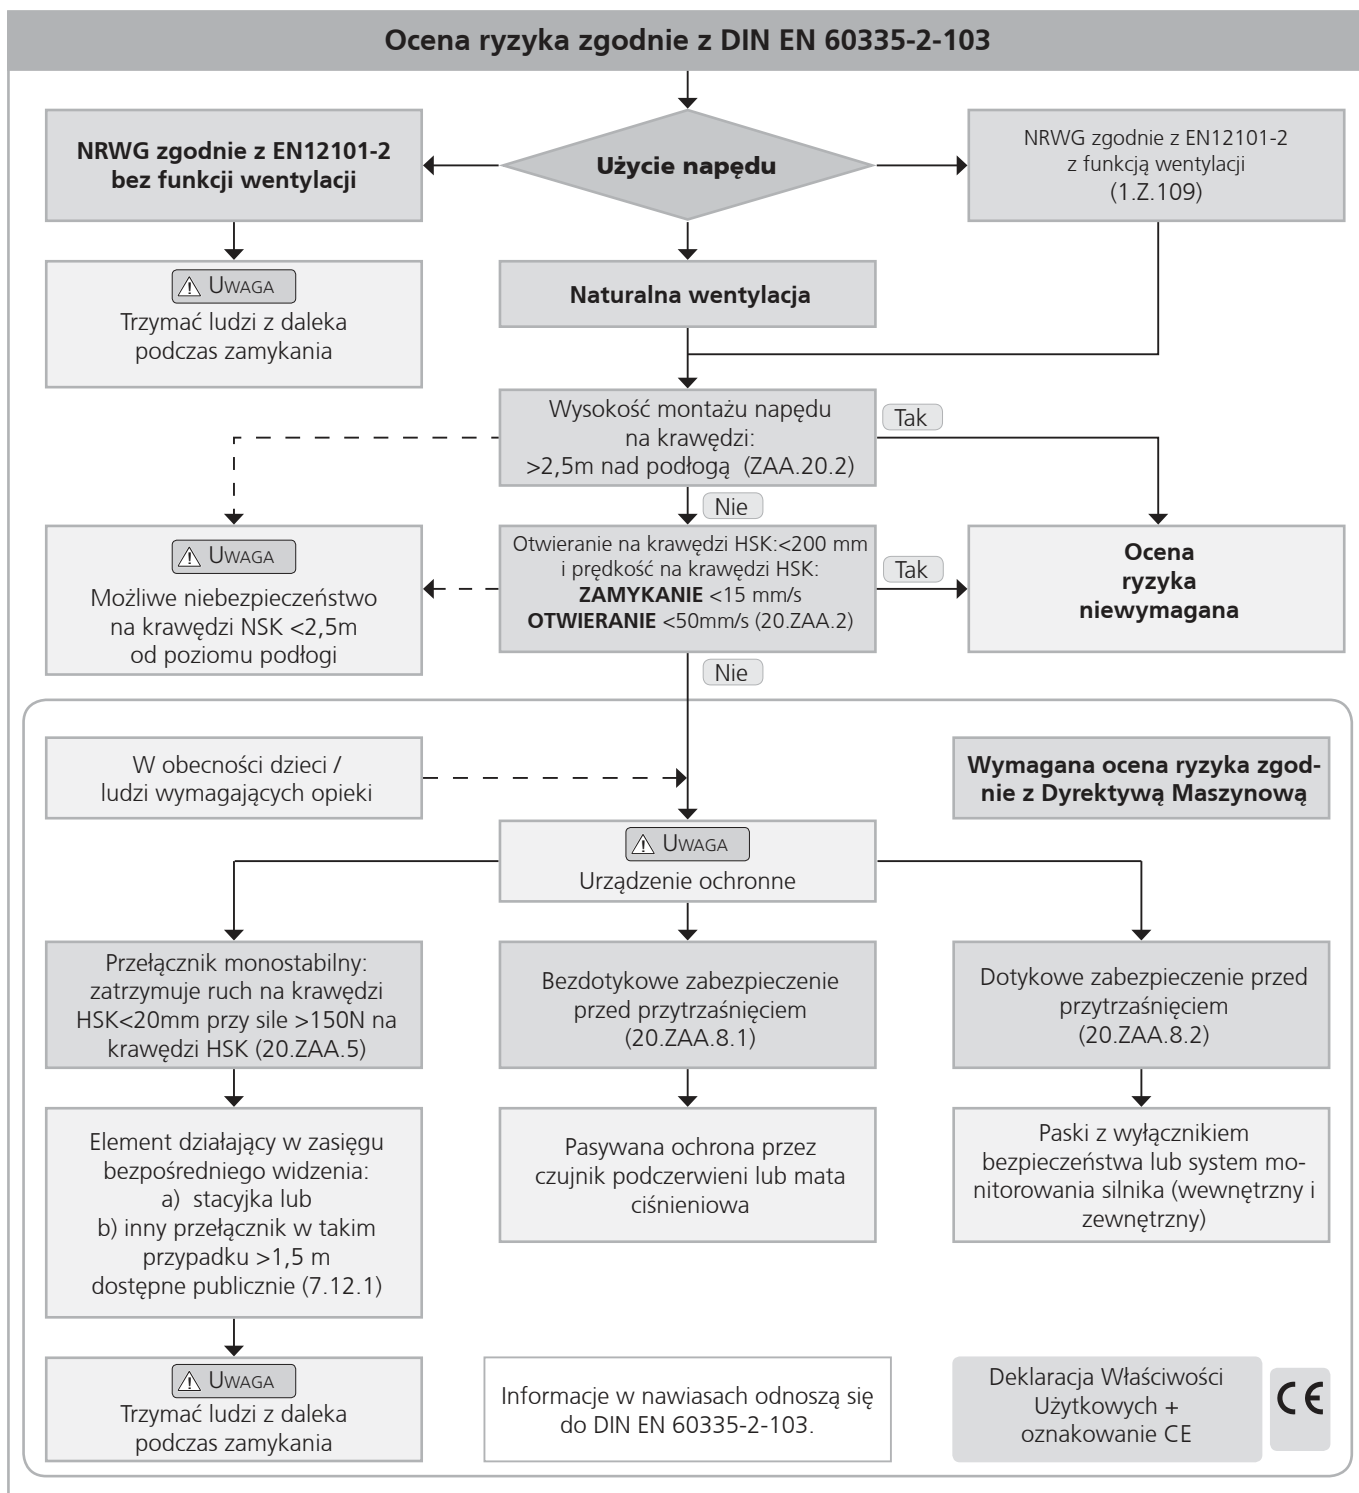 Ocena ryzyka zgodnie z DIN EN 60335-2-103
NRWG zgodnie z EN12101-2
bez funkcji wentylacji
Użycie napędu
NRWG zgodnie z EN12101-2
z funkcją wentylacji
(1.Z.109)
UWAGA
Trzymać ludzi z daleka
podczas zamykania
Naturalna wentylacja
Wysokość montażu napędu
na krawędzi:
>2,5m nad podłogą (ZAA.20.2)
Tak
Nie
UWAGA
Możliwe niebezpieczeństwo
na krawędzi NSK <2,5m
od poziomu podłogi
Otwieranie na krawędzi HSK:<200 mm
i prędkość na krawędzi HSK:
ZAMYKANIE <15 mm/s
OTWIERANIE <50mm/s (20.ZAA.2)
Tak
Ocena
ryzyka
niewymagana
Nie
W obecności dzieci /
ludzi wymagających opieki
Wymagana ocena ryzyka zgod-
nie z Dyrektywą Maszynową
UWAGA
Urządzenie ochronne
Przełącznik monostabilny:
zatrzymuje ruch na krawędzi
HSK<20mm przy sile >150N na
krawędzi HSK (20.ZAA.5)
Bezdotykowe zabezpieczenie
przed przytrzaśnięciem
(20.ZAA.8.1)
Dotykowe zabezpieczenie przed
przytrzaśnięciem
(20.ZAA.8.2)
Element działający w zasięgu
bezpośredniego widzenia:
a) stacyjka lub
b) inny przełącznik w takim
przypadku >1,5 m
dostępne publicznie (7.12.1)
Pasywana ochrona przez
czujnik podczerwieni lub mata
ciśnieniowa
Paski z wyłącznikiem
bezpieczeństwa lub system mo-
nitorowania silnika (wewnętrzny i
zewnętrzny)
UWAGA
Trzymać ludzi z daleka
podczas zamykania
Informacje w nawiasach odnoszą się
do DIN EN 60335-2-103.
Deklaracja Właściwości
Użytkowych +
oznakowanie CE
CE